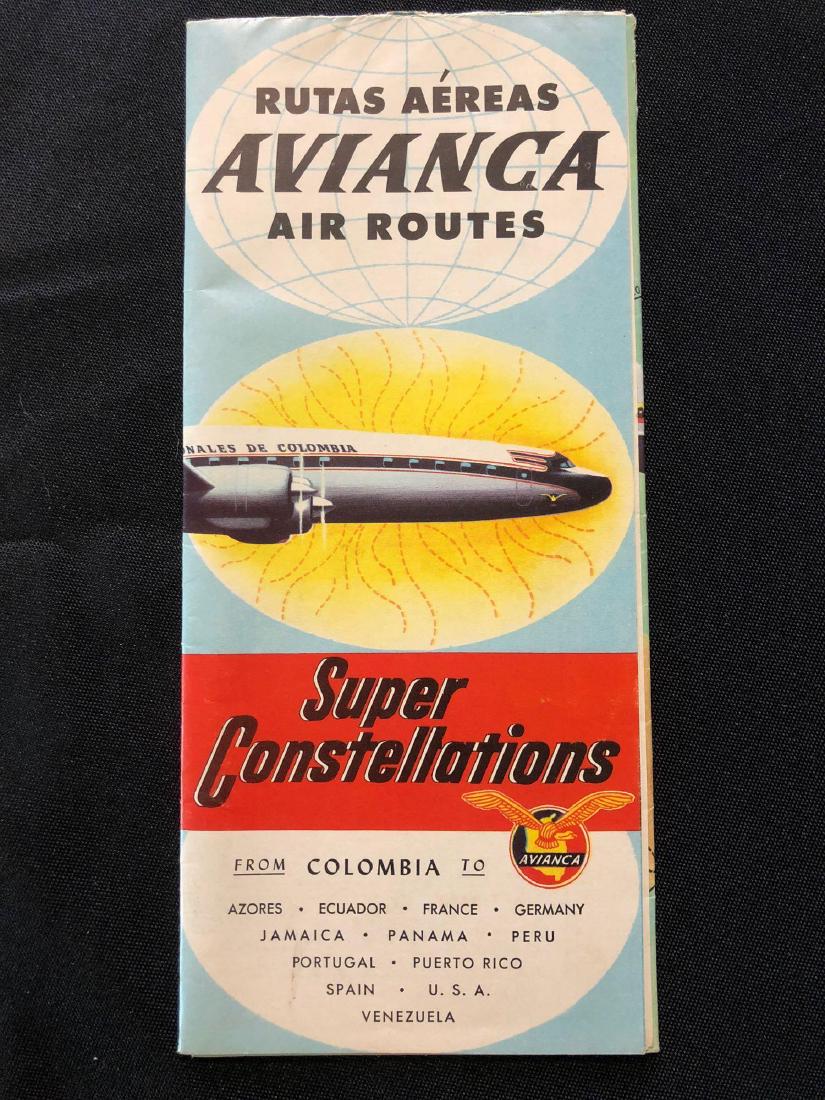 RUTAS AÉREAS
AVIANCA
AIR ROUTES
NALES DE COLOMBIA
Super
Constellations
AVIANCA
FROM COLOMBIA TO
AZORES • ECUADOR • FRANCE • GERMANY
JAMAICA • PANAMA • PERU
PORTUGAL • PUERTO RICO
SPAIN • U. S. A.
VENEZUELA